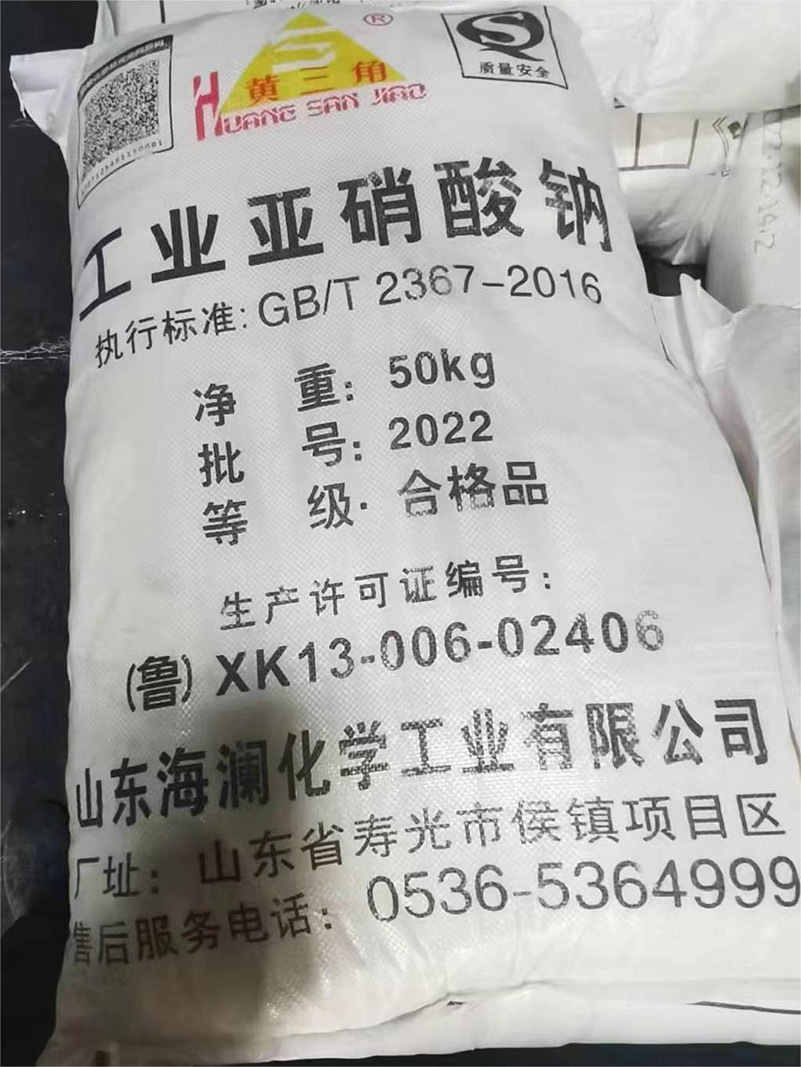 ®
黄三角
HUANG SAN JIAO
QS
质量安全
工业亚硝酸钠
执行标准:GB/T 2367-2016
净 重: 50kg
批 号: 2022
等 级: 合格品
生产许可证编号:
(鲁) XK13-006-02406
山东海澜化学工业有限公司
厂址: 山东省寿光市侯镇项目区
售后服务电话: 0536-5364999